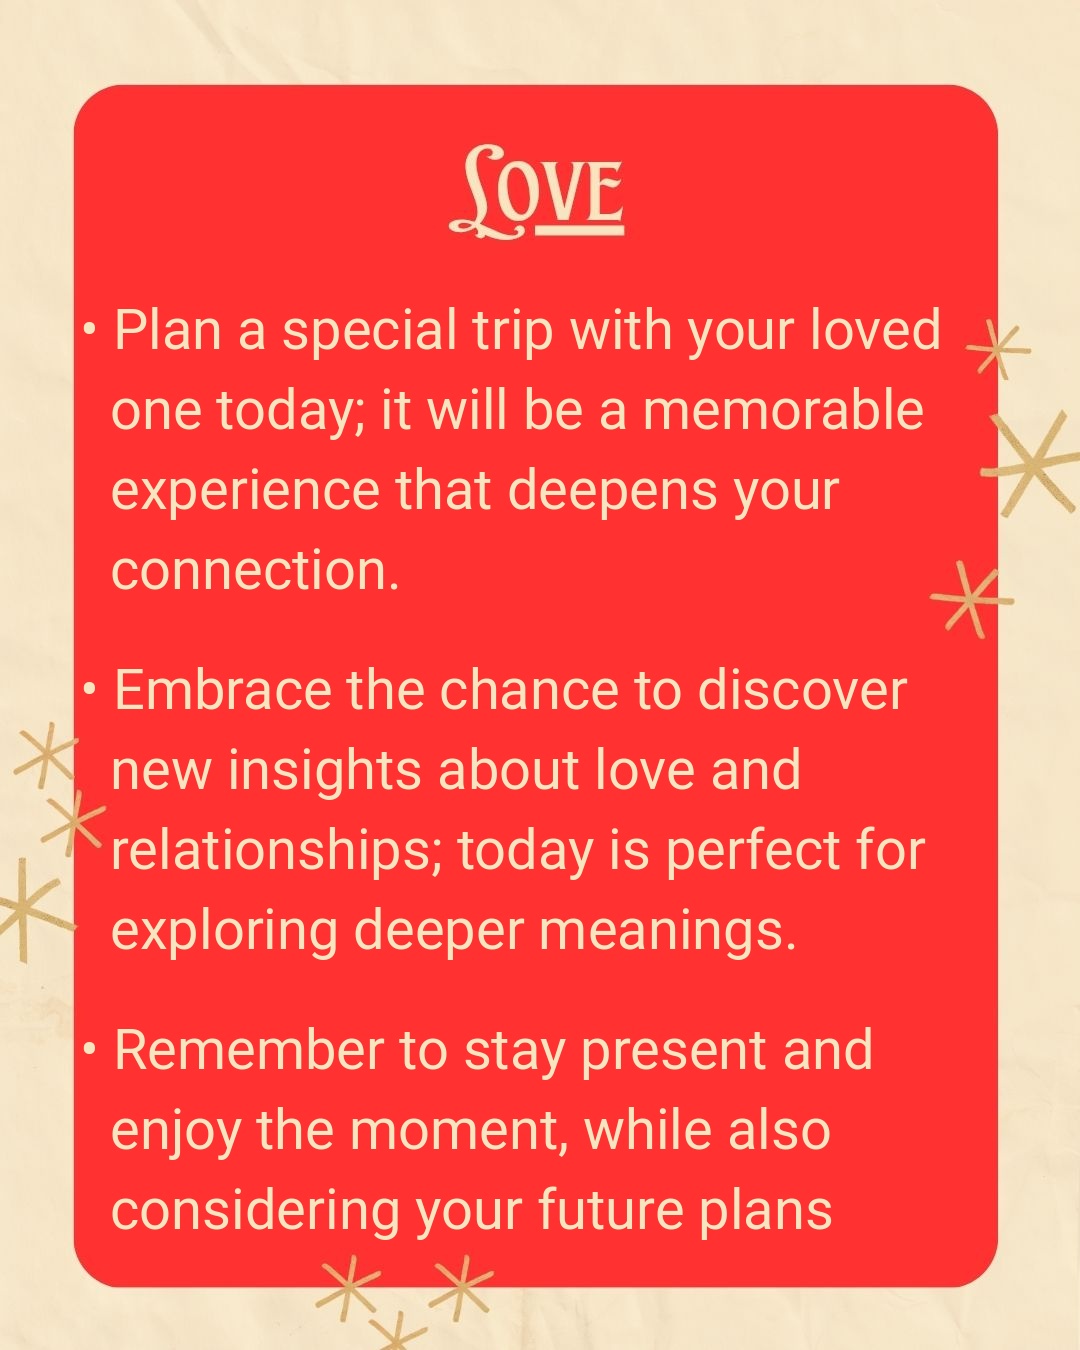 Love
• Plan a special trip with your loved
one today; it will be a memorable
experience that deepens your
connection.
• Embrace the chance to discover
new insights about love and
relationships; today is perfect for
exploring deeper meanings.
• Remember to stay present and
enjoy the moment, while also
considering your future plans